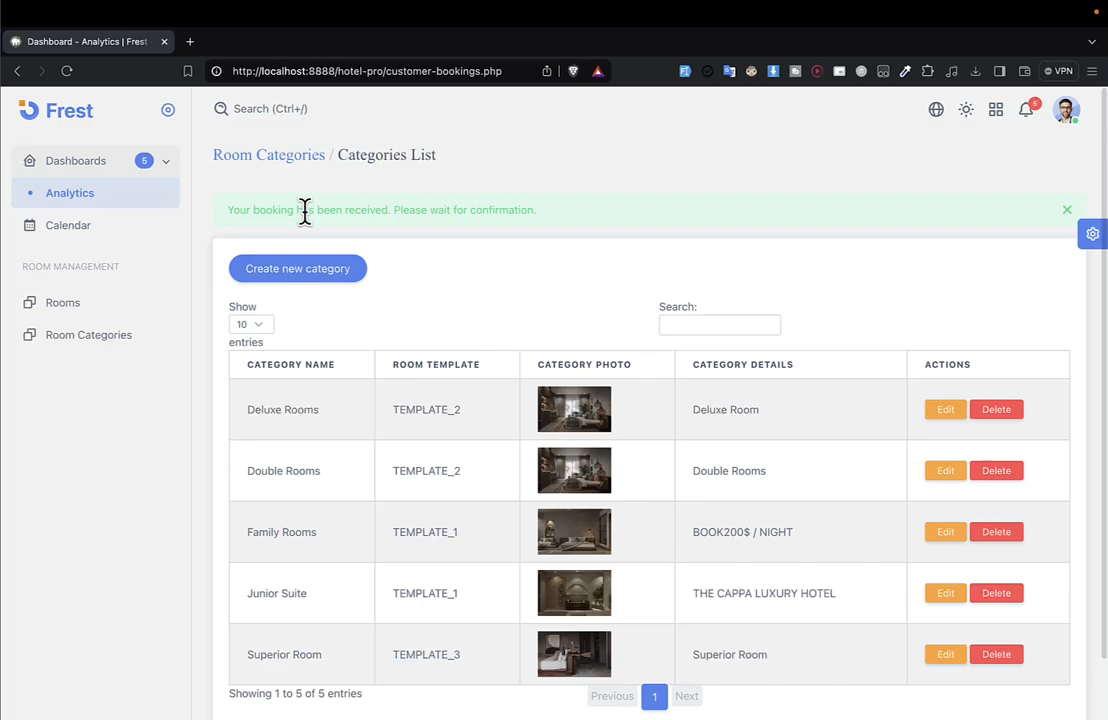 Dashboard - Analytics | Frest
http://localhost:8888/hotel-pro/customer-bookings.php
VPN
Frest
Search (Ctrl+/)
5
Dashboards 5
Analytics
Calendar
ROOM MANAGEMENT
Rooms
Room Categories
Room Categories / Categories List
Your booking has been received. Please wait for confirmation.
Create new category
Show
10
entries
Search:
CATEGORY NAME ROOM TEMPLATE CATEGORY PHOTO CATEGORY DETAILS ACTIONS
Deluxe Rooms TEMPLATE_2 Deluxe Room Edit Delete
Double Rooms TEMPLATE_2 Double Rooms Edit Delete
Family Rooms TEMPLATE_1 BOOK200$ / NIGHT Edit Delete
Junior Suite TEMPLATE_1 THE CAPPA LUXURY HOTEL Edit Delete
Superior Room TEMPLATE_3 Superior Room Edit Delete
Showing 1 to 5 of 5 entries
Previous 1 Next